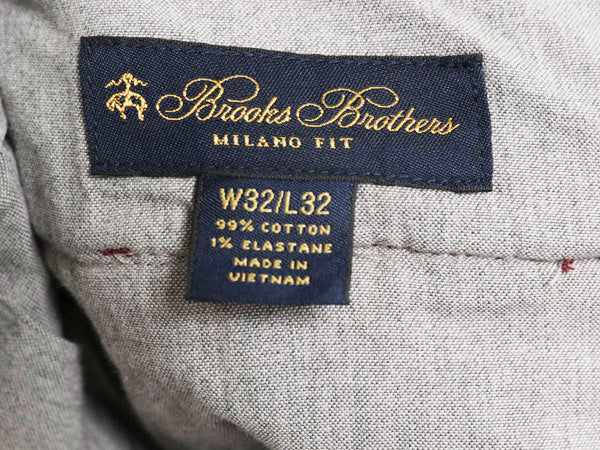 Brooks Brothers
MILANO FIT
W32/L32
99% COTTON
1% ELASTANE
MADE IN
VIETNAM